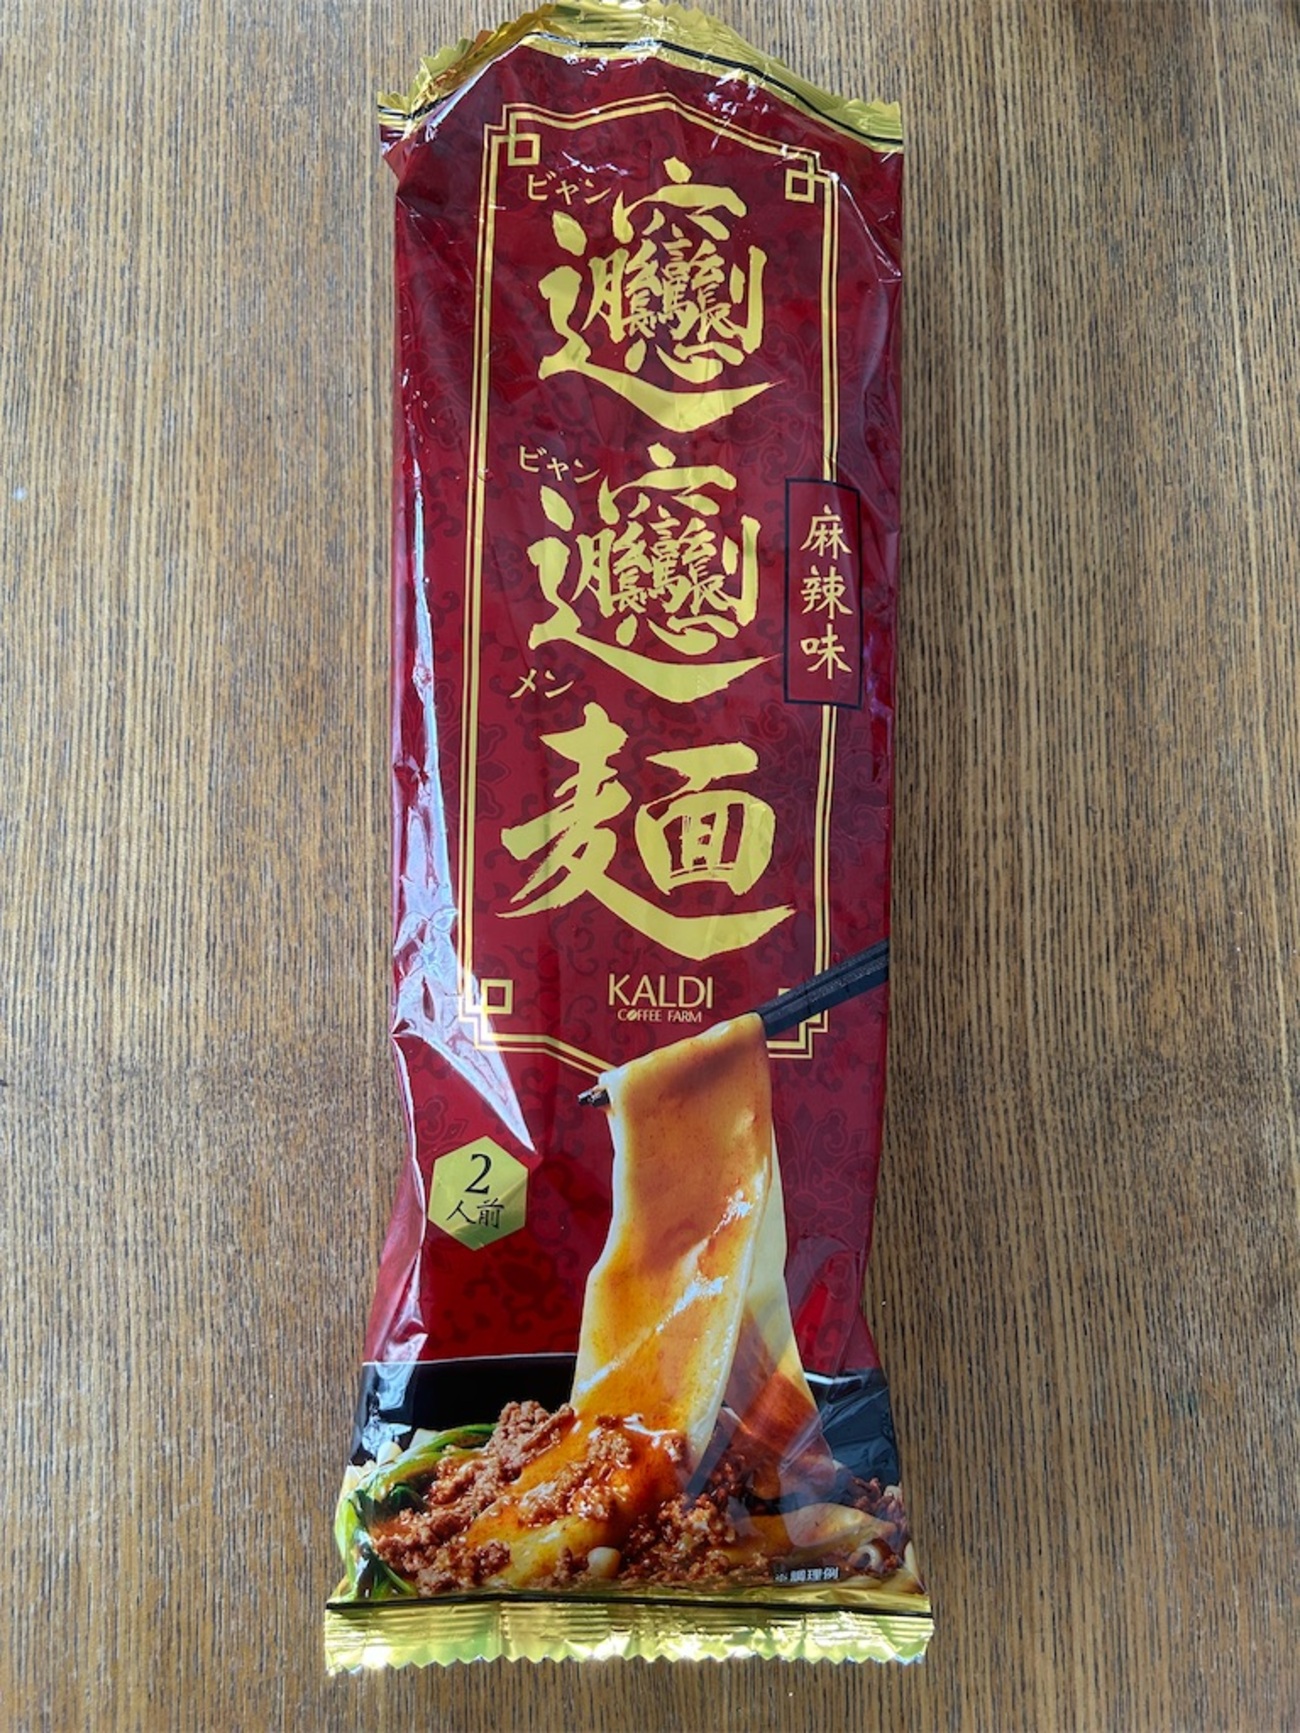 ビャン
𰻞
ビャン
𰻞
メン
麺
麻辣味
KALDI
COFFEE FARM
2
人前
※調理例